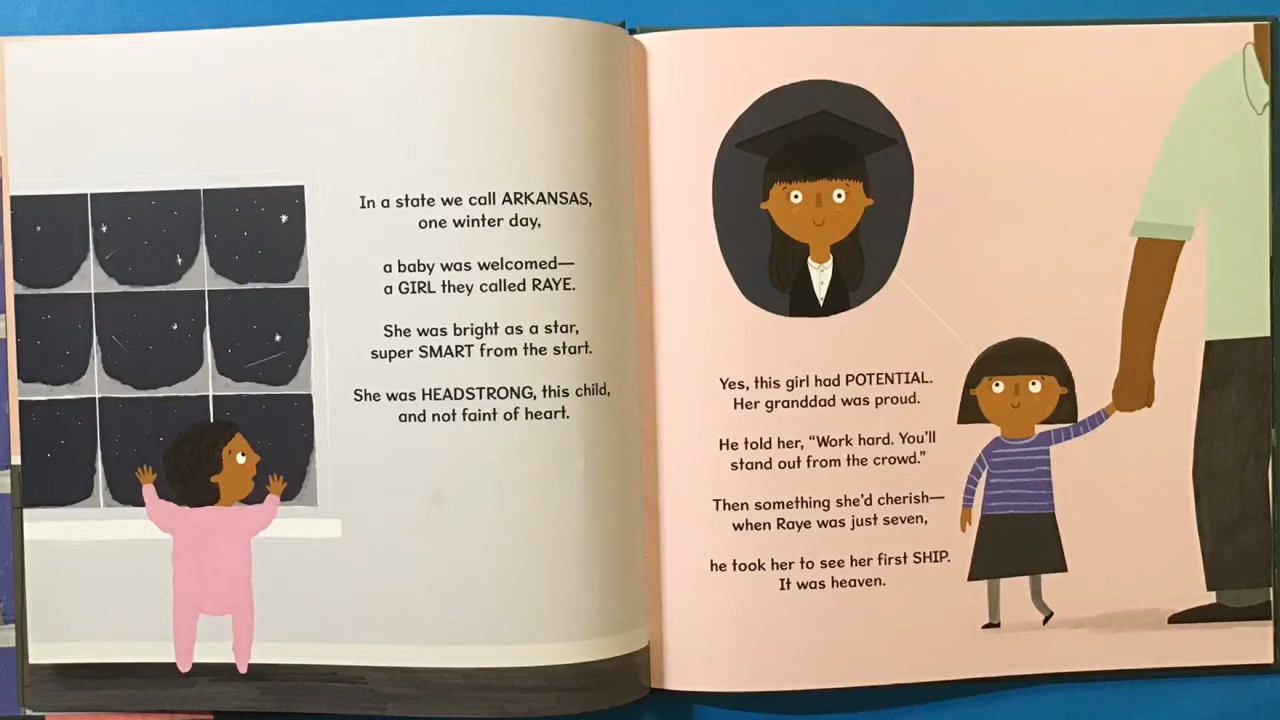 In a state we call ARKANSAS,
one winter day,
a baby was welcomed—
a GIRL they called RAYE.
She was bright as a star,
super SMART from the start.
She was HEADSTRONG, this child,
and not faint of heart.
Yes, this girl had POTENTIAL.
Her granddad was proud.
He told her, “Work hard. You’ll
stand out from the crowd.”
Then something she’d cherish—
when Raye was just seven,
he took her to see her first SHIP.
It was heaven.